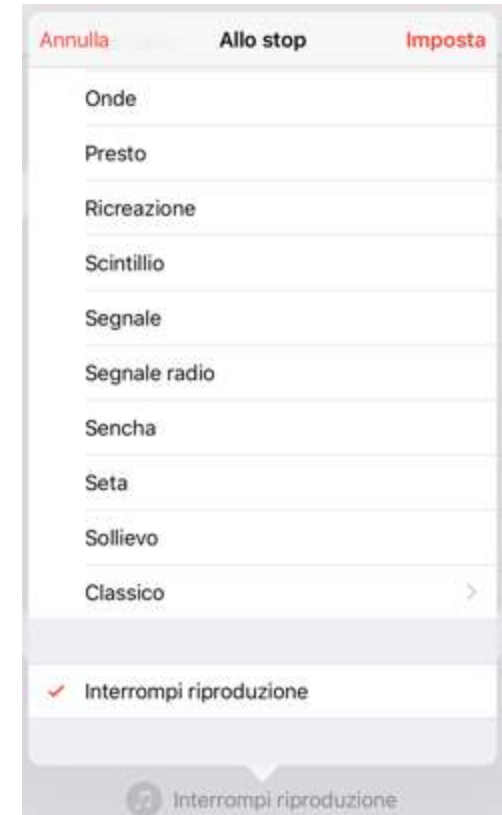 Annulla Allo stop Imposta
Onde
Presto
Ricreazione
Scintillio
Segnale
Segnale radio
Sencha
Seta
Sollievo
Classico
Interrompi riproduzione
Interrompi riproduzione